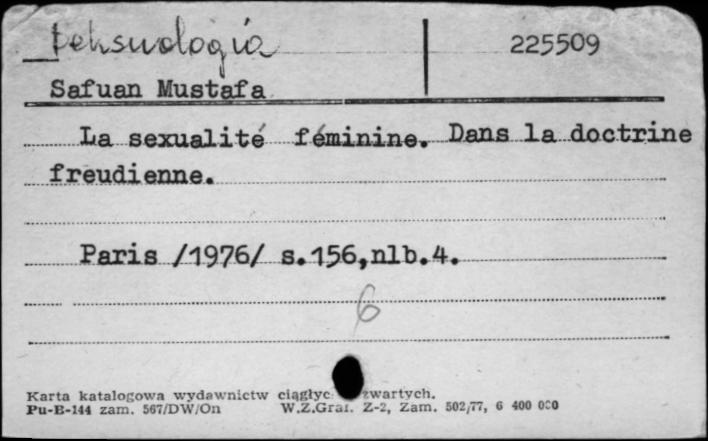 Seksuologia
225509
Safuan Mustafa
La sexualité féminine. Dans la doctrine
freudienne.
Paris /1976/ s.156,nlb.4.
6
Karta katalogowa wydawnictw ciągłyc zwartych.
Pu-B-144 zam. 567/DW/On W.Z.Graf. Z-2, Zam. 502/77, 6 400 000